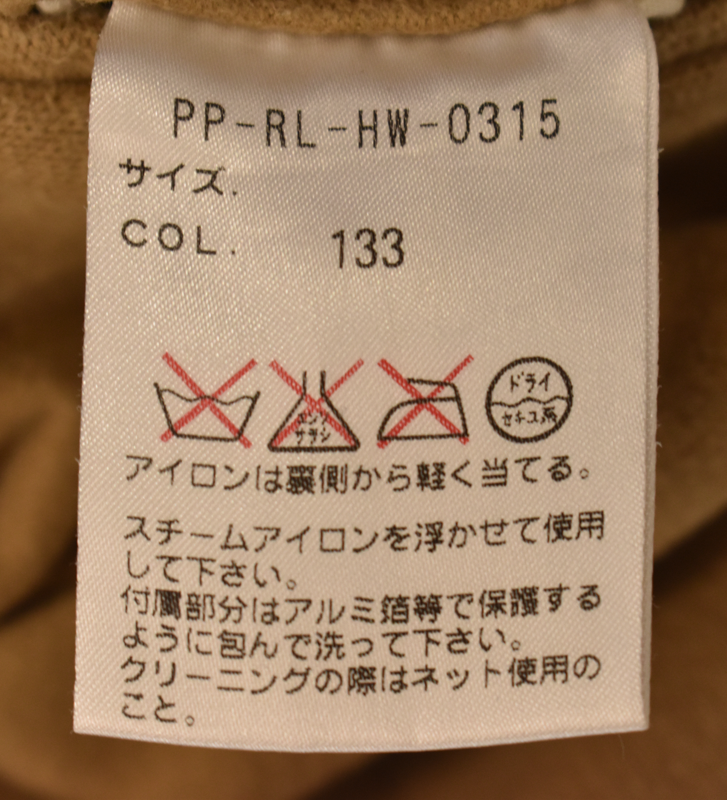 PP-RL-HW-0315
サイズ.
COL. 133
エンソ
サラシ
ドライ
セキユ系
アイロンは裏側から軽く当てる。
スチームアイロンを浮かせて使用
して下さい。
付属部分はアルミ箔等で保護する
ように包んで洗って下さい。
クリーニングの際はネット使用の
こと。